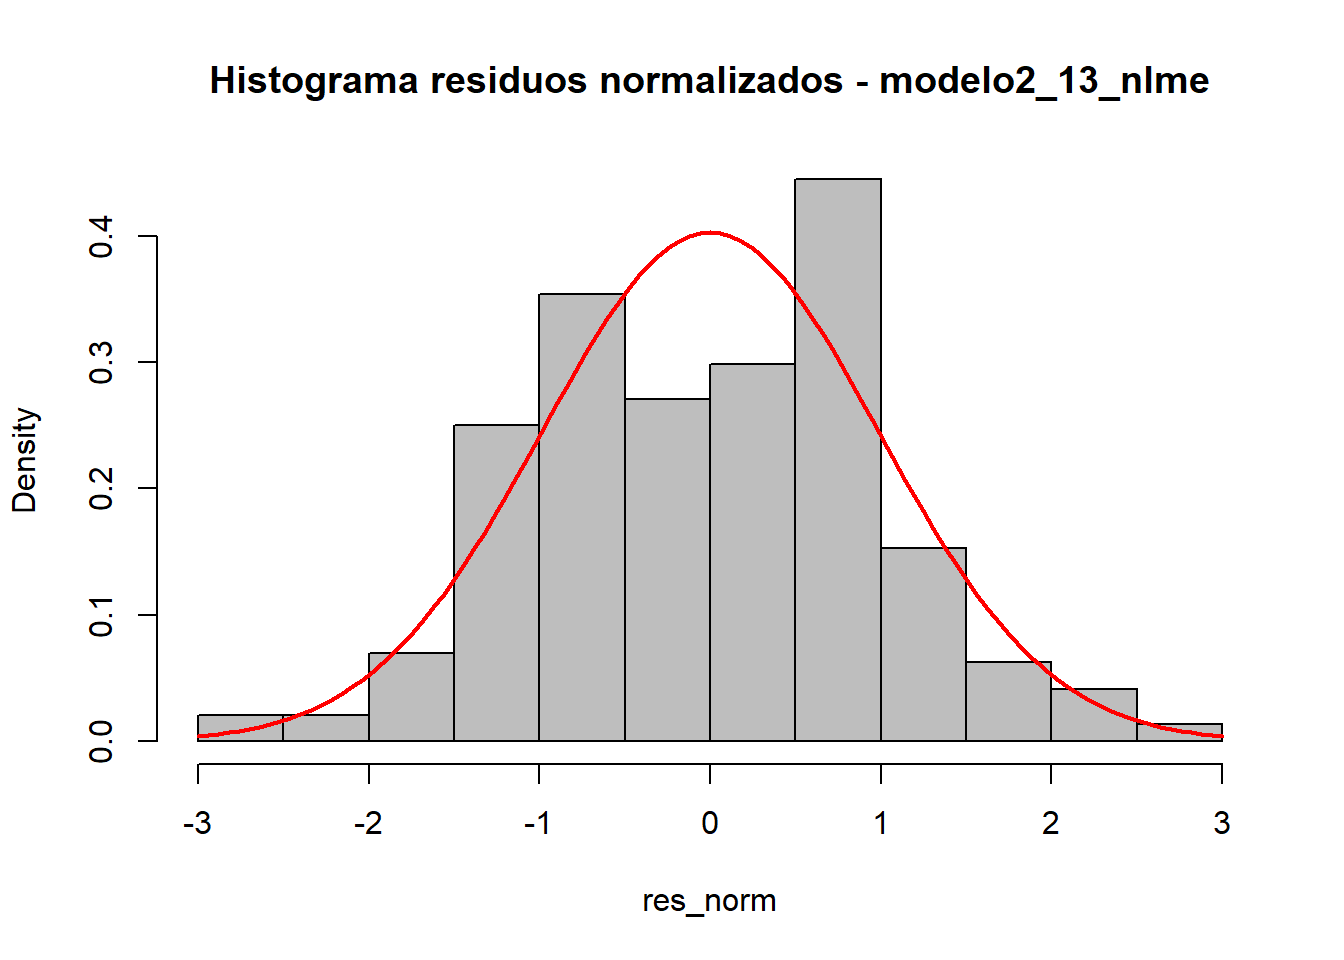 Histograma residuos normalizados - modelo2_13_nlme
Density
0.4
0.3
0.2
0.1
0.0
-3 -2 -1 0 1 2 3
res_norm